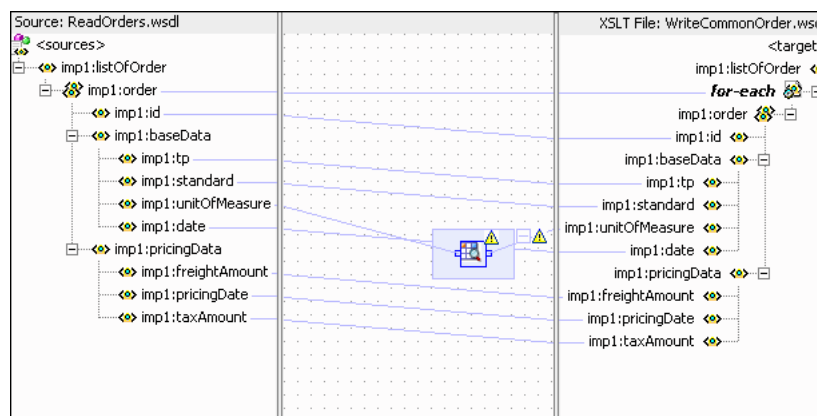 Source: ReadOrders.wsdl
<sources>
imp1:listOfOrder
imp1:order
imp1:id
imp1:baseData
imp1:tp
imp1:standard
imp1:unitOfMeasure
imp1:date
imp1:pricingData
imp1:freightAmount
imp1:pricingDate
imp1:taxAmount
XSLT File: WriteCommonOrder.wsd
<target
imp1:listOfOrder
for-each
imp1:order
imp1:id
imp1:baseData
imp1:tp
imp1:standard
imp1:unitOfMeasure
imp1:date
imp1:pricingData
imp1:freightAmount
imp1:pricingDate
imp1:taxAmount